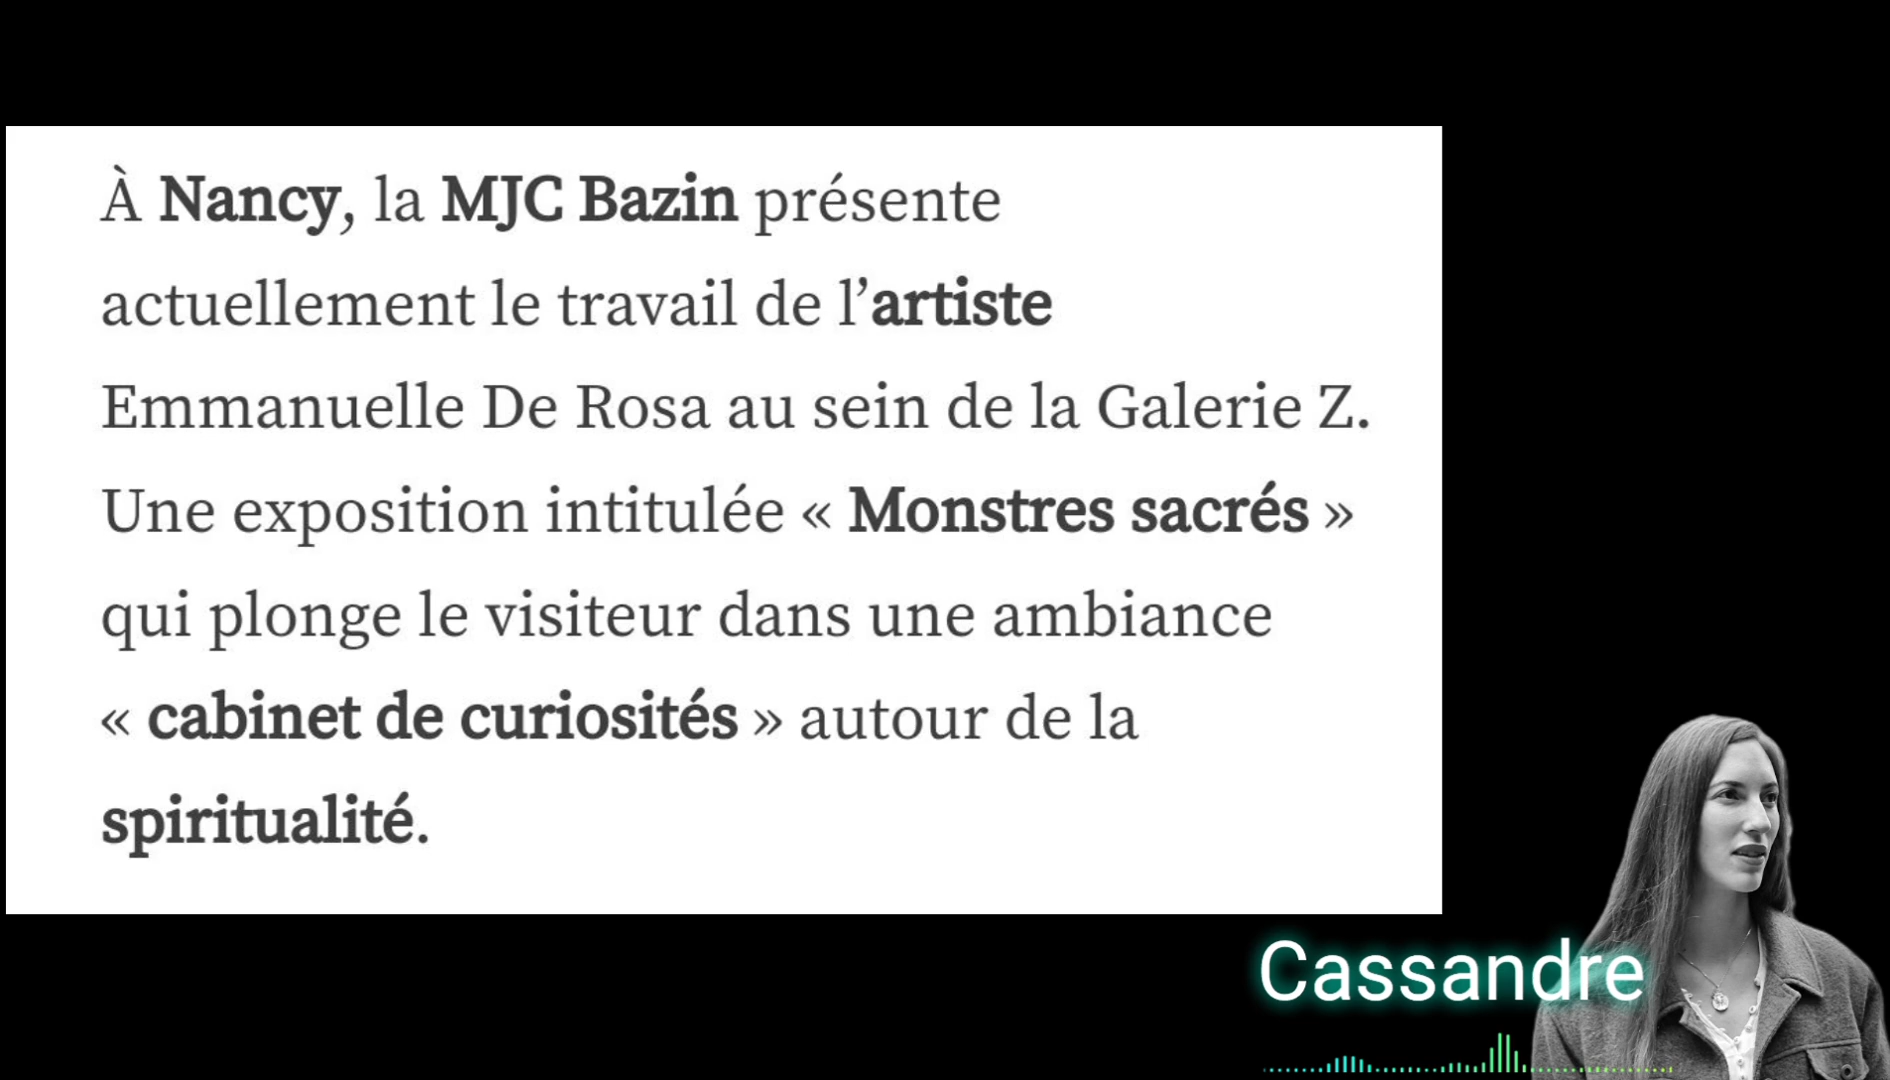 À Nancy, la MJC Bazin présente
actuellement le travail de l’artiste
Emmanuelle De Rosa au sein de la Galerie Z.
Une exposition intitulée « Monstres sacrés »
qui plonge le visiteur dans une ambiance
« cabinet de curiosités » autour de la
spiritualité.
Cassandre